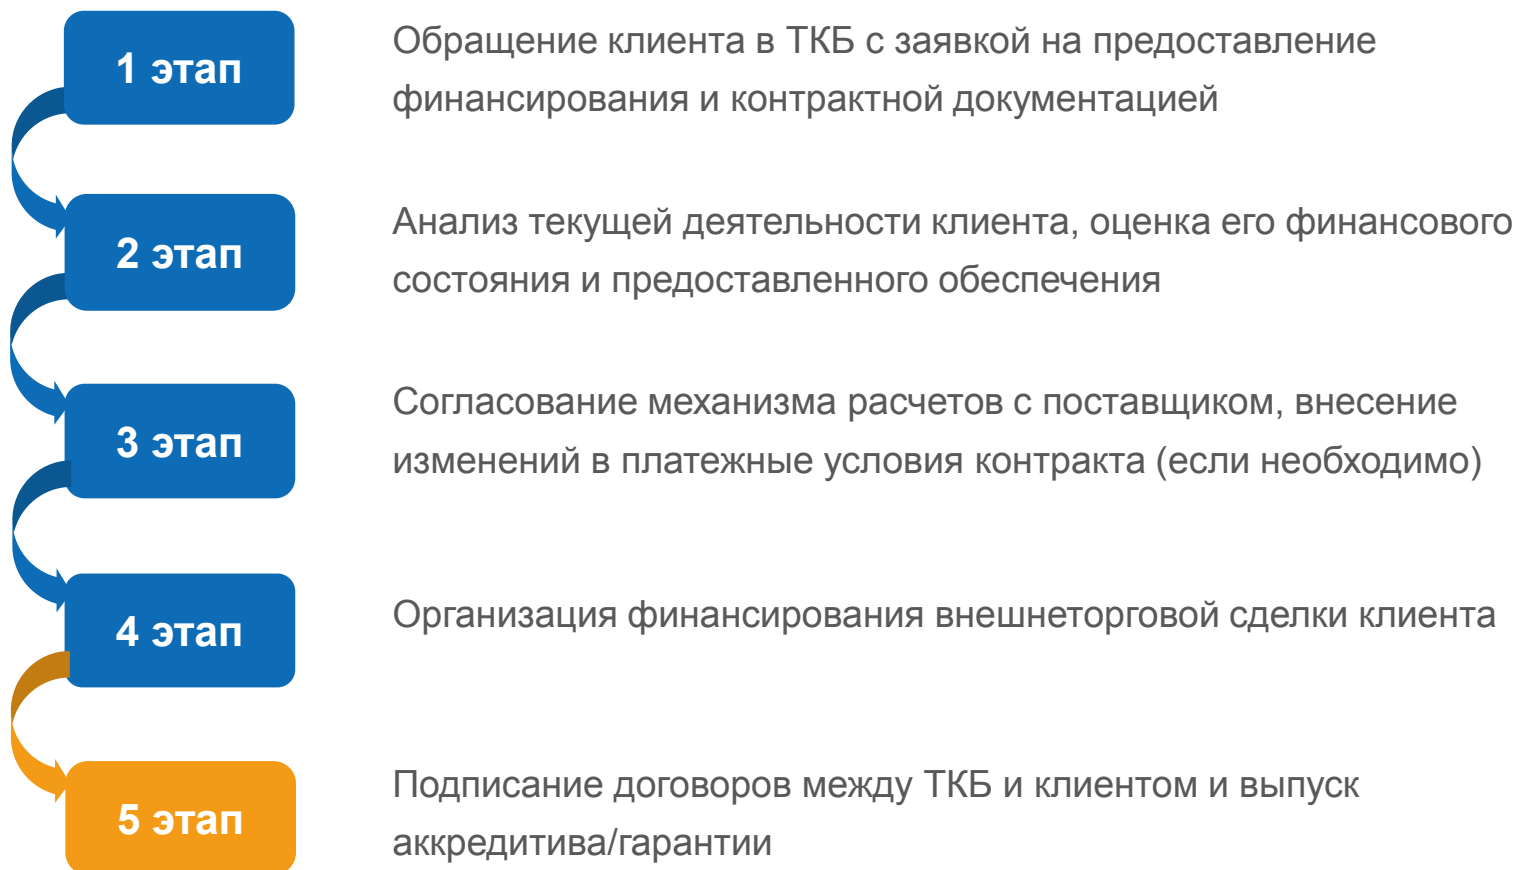 1 этап
Обращение клиента в ТКБ с заявкой на предоставление
финансирования и контрактной документацией
2 этап
Анализ текущей деятельности клиента, оценка его финансового
состояния и предоставленного обеспечения
3 этап
Согласование механизма расчетов с поставщиком, внесение
изменений в платежные условия контракта (если необходимо)
4 этап
Организация финансирования внешнеторговой сделки клиента
5 этап
Подписание договоров между ТКБ и клиентом и выпуск
аккредитива/гарантии